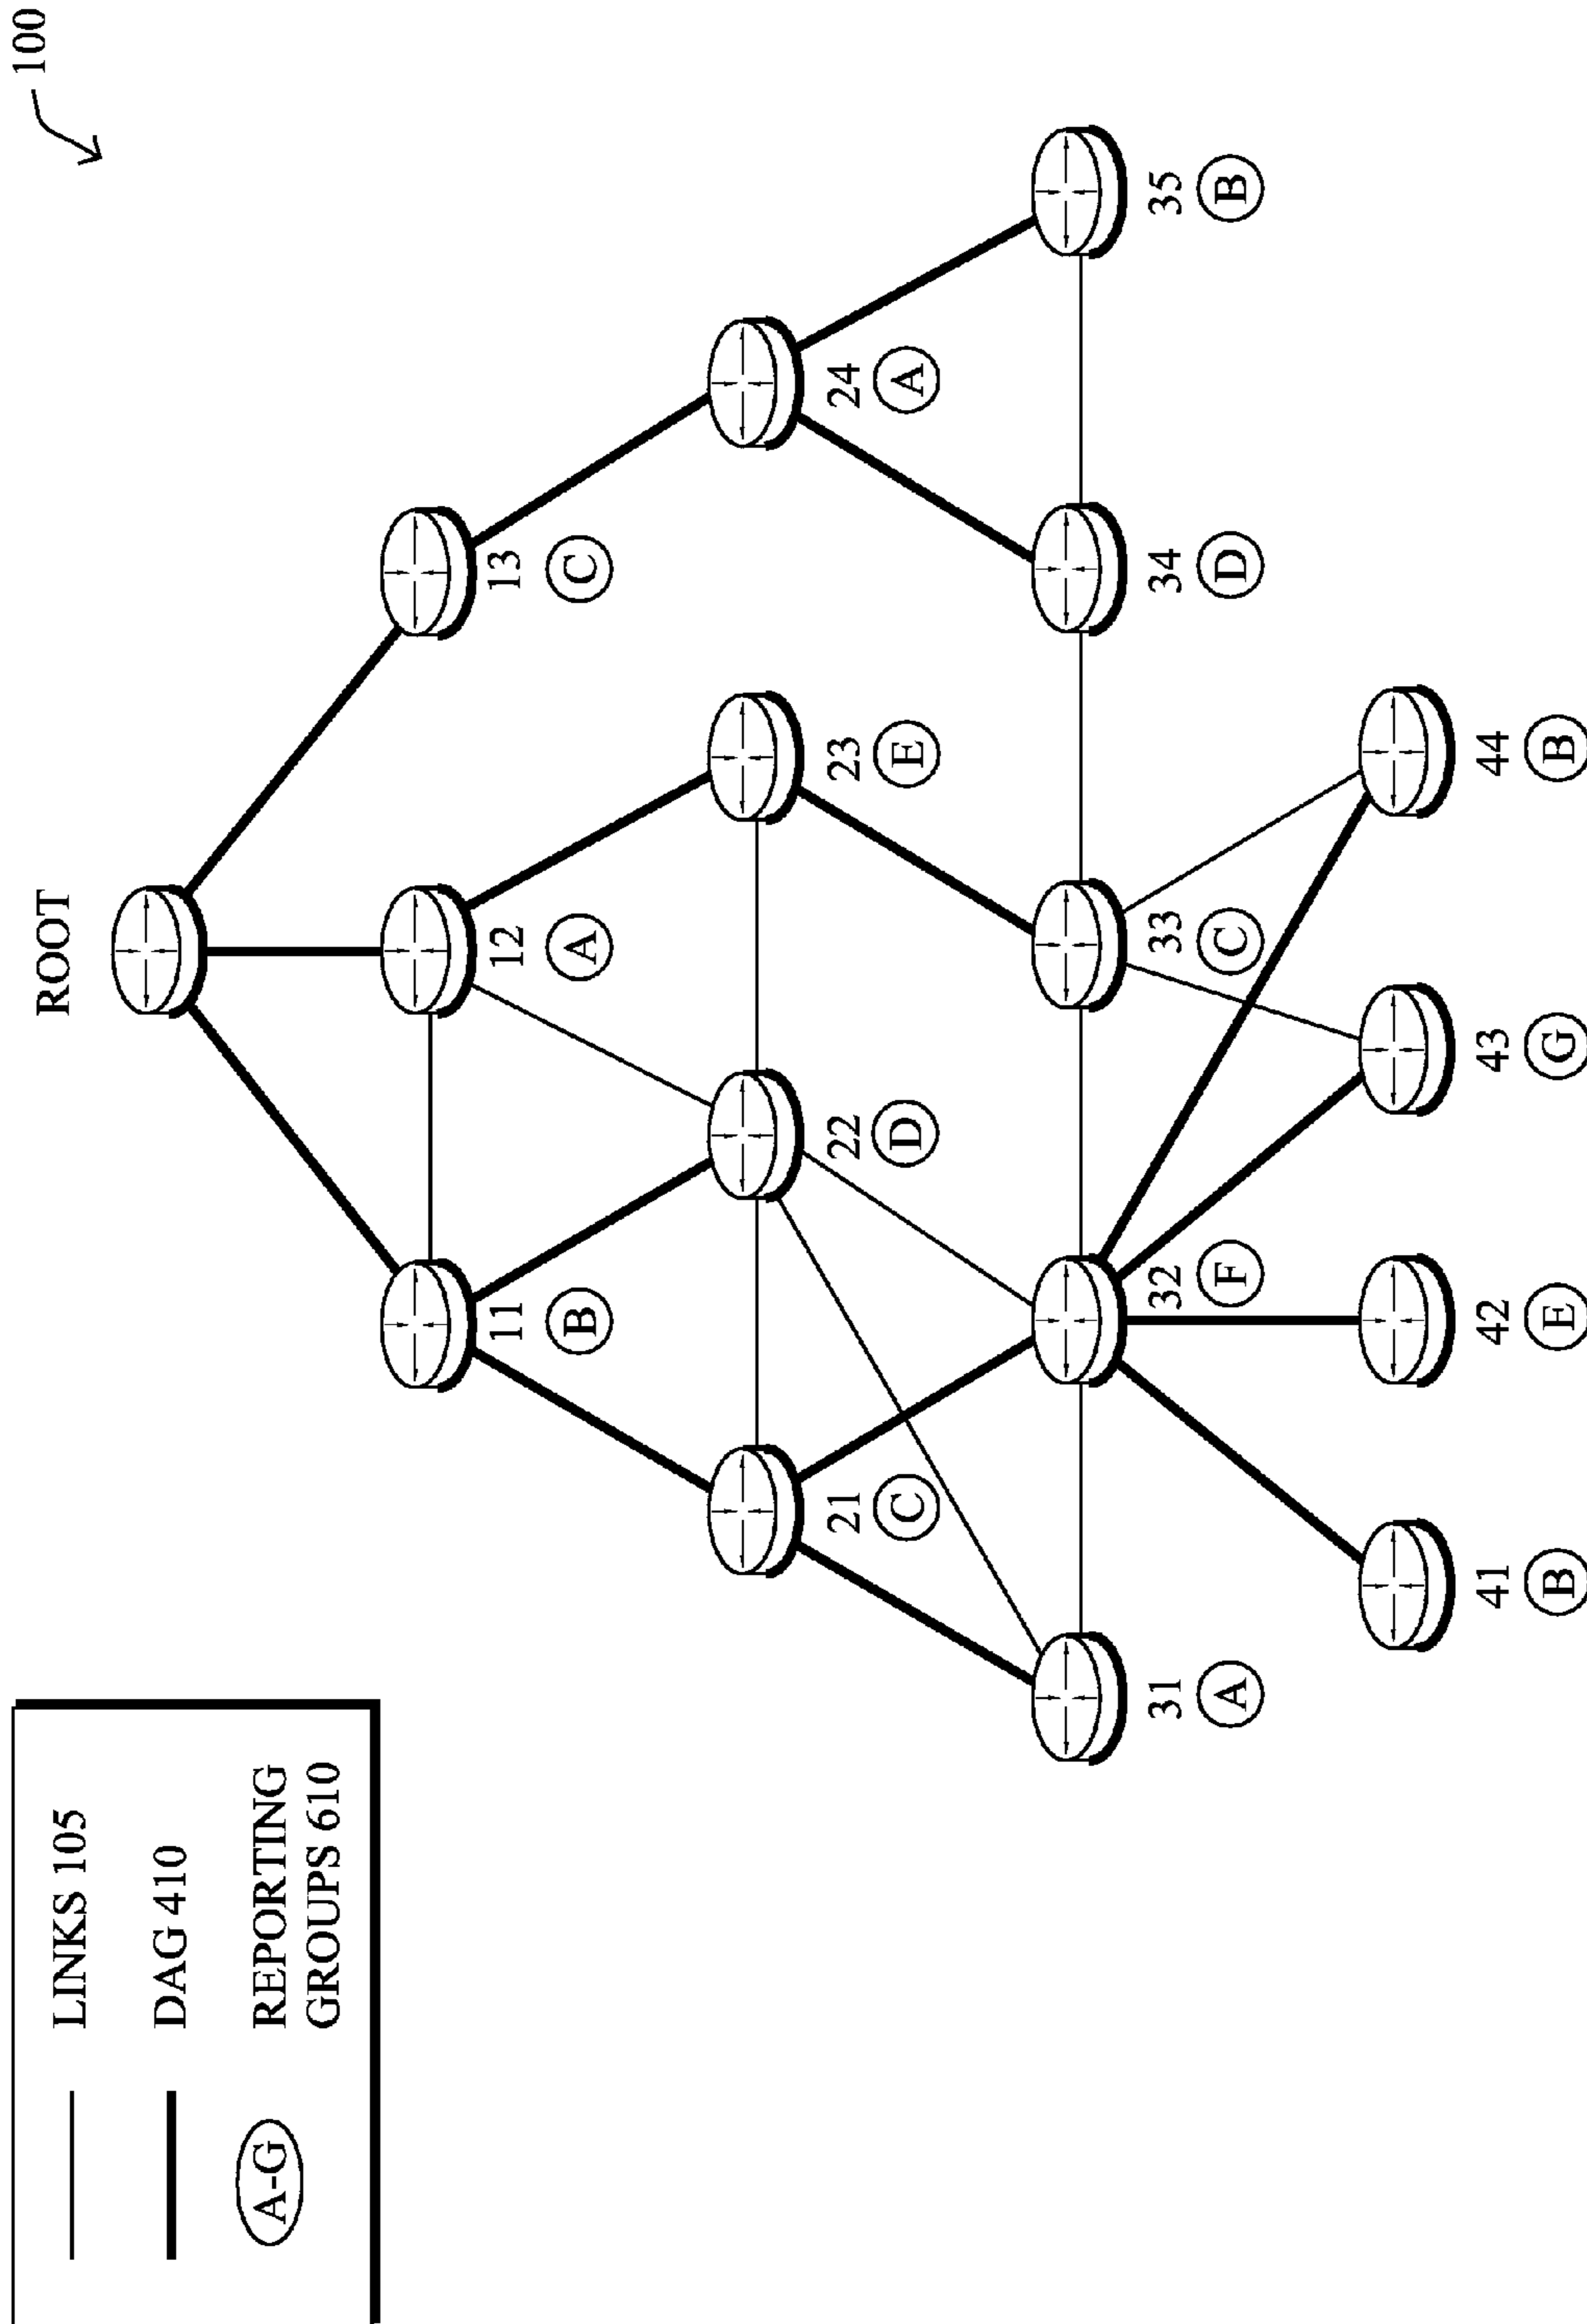 100
LINKS 105
DAG 410
A-G
REPORTING
GROUPS 610
ROOT
11
B
12
A
13
C
21
C
22
D
23
E
24
A
31
A
32
F
33
C
34
D
35
B
41
B
42
E
43
G
44
B